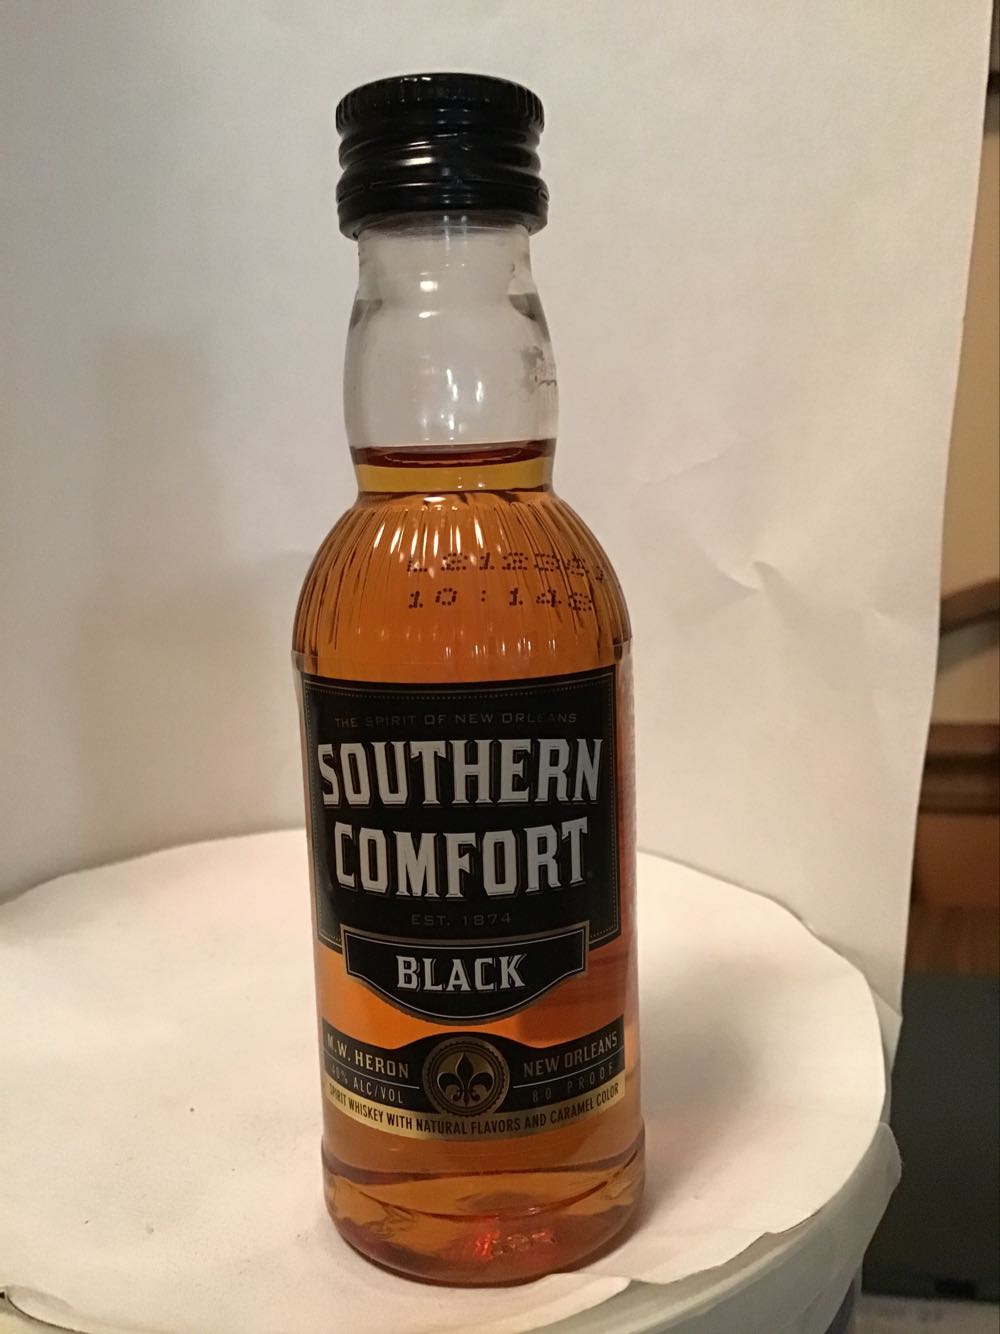 10:14
THE SPIRIT OF NEW ORLEANS
SOUTHERN
COMFORT
EST. 1874
BLACK
M.W. HERON NEW ORLEANS
40% ALC/VOL 80 PROOF
SPIRIT WHISKEY WITH NATURAL FLAVORS AND CARAMEL COLOR